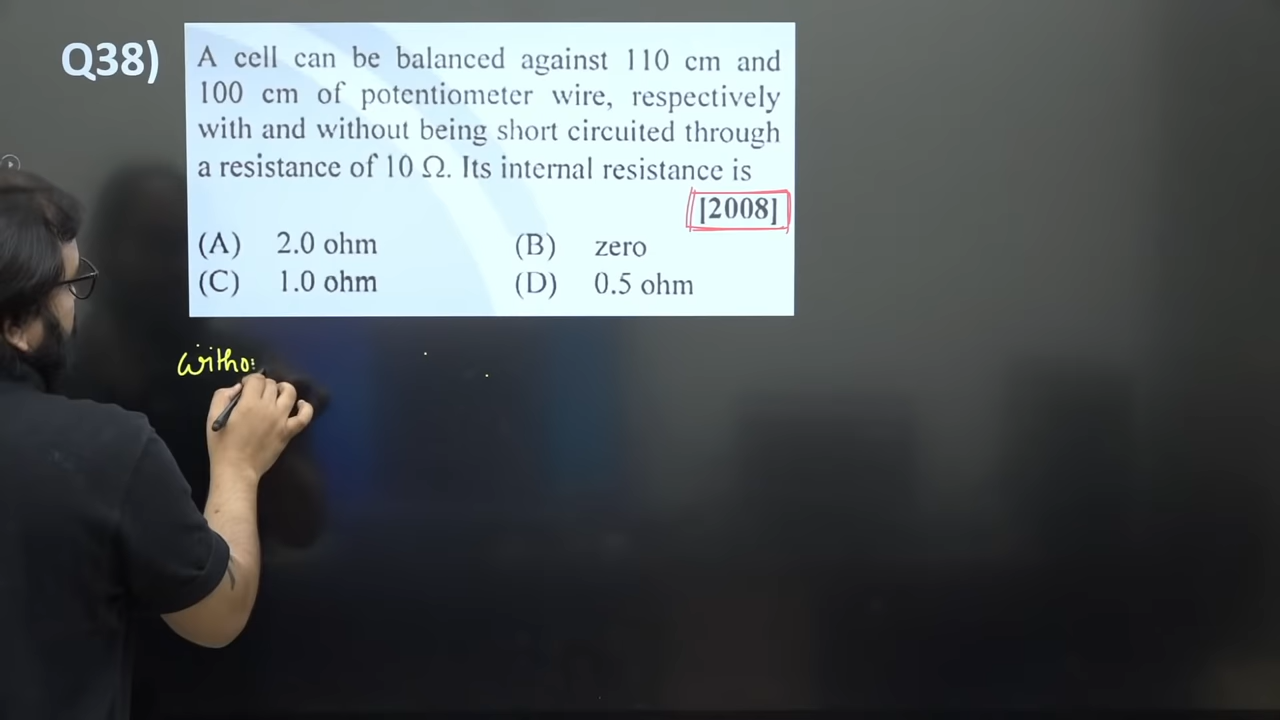 Q38)
A cell can be balanced against 110 cm and
100 cm of potentiometer wire, respectively
with and without being short circuited through
a resistance of 10 Ω. Its internal resistance is
[2008]
(A) 2.0 ohm (B) zero
(C) 1.0 ohm (D) 0.5 ohm
Witho